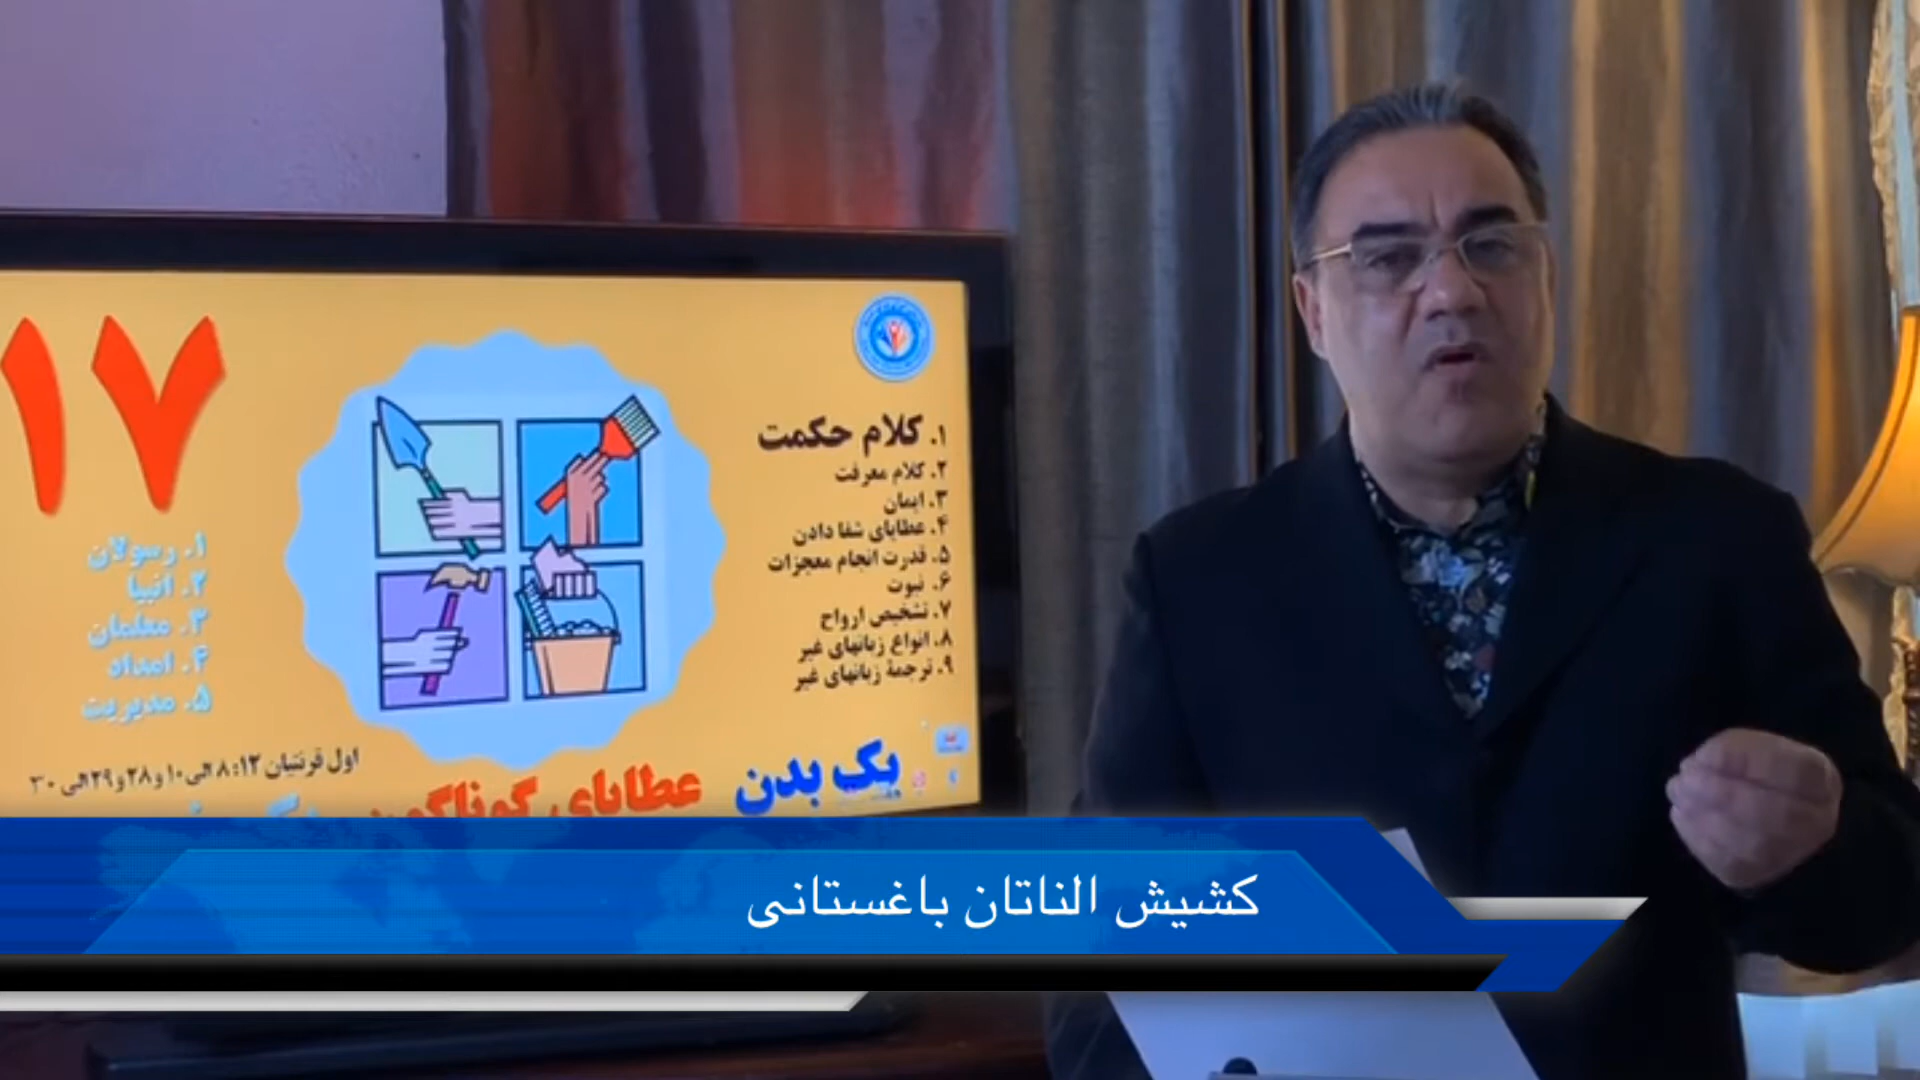 ۱۷
۱. کلام حکمت
۲. کلام معرفت
۳. ایمان
۴. عطایای شفا دادن
۵. قدرت انجام معجزات
۶. نبوت
۷. تشخیص ارواح
۸. انواع زبانهای غیر
۹. ترجمهٔ زبانهای غیر
۱. رسولان
۲. انبیا
۳. معلمان
۴. امداد
۵. مدیریت
اول قرنتیان ۱۲: ۸ الی ۱۰ و ۲۸ و ۲۹ الی ۳۰
یک بدن عطایای گوناگون
کشیش الناتان باغستانی